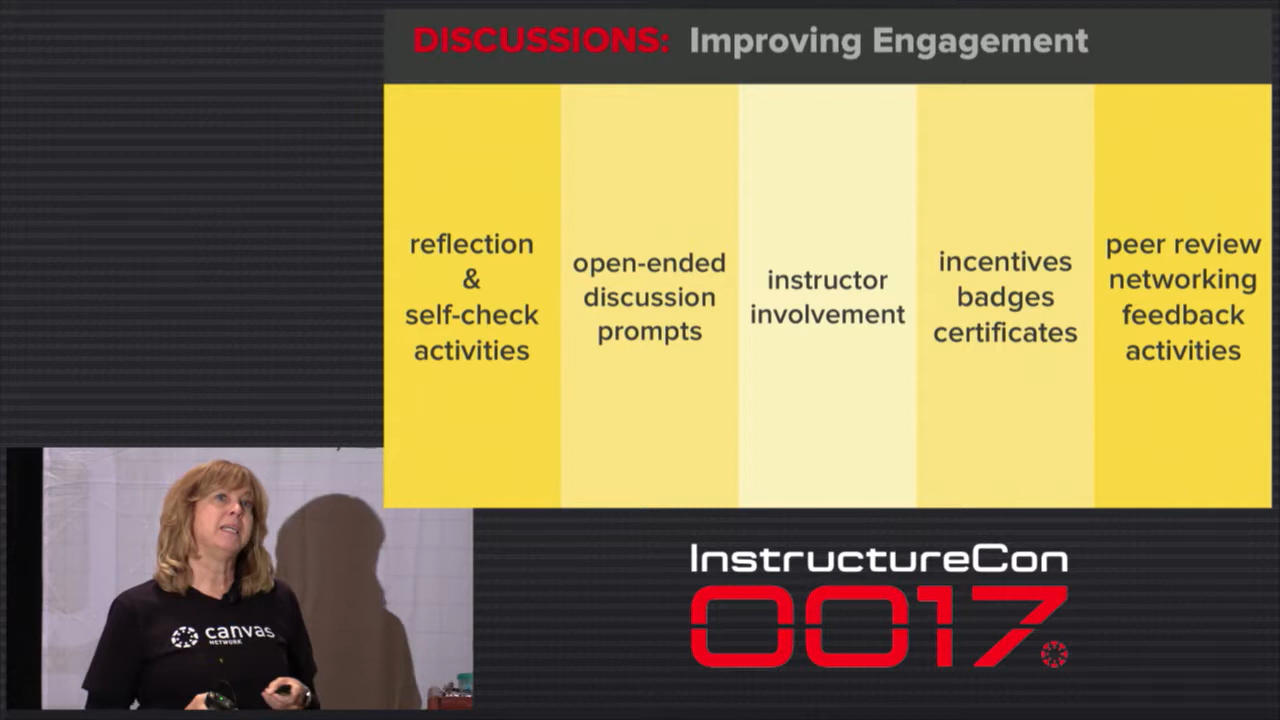 DISCUSSIONS: Improving Engagement
reflection
&
self-check
activities
open-ended
discussion
prompts
instructor
involvement
incentives
badges
certificates
peer review
networking
feedback
activities
canvas
NETWORK
InstructureCon
0017